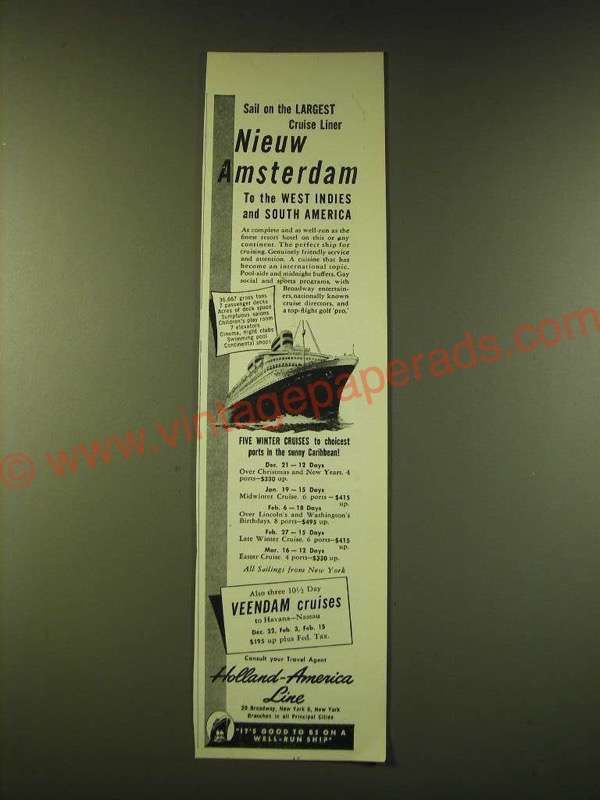 Sail on the LARGEST
Cruise Liner
Nieuw
Amsterdam
To the WEST INDIES
and SOUTH AMERICA
As complete and as well-run as the
finest resort hotel on this or any
continent. The perfect ship for
cruising. Genuinely friendly service
and attention. A cuisine that has
become an international topic.
Pool-side and midnight buffets. Gay
social and sports programs, with
Broadway entertain-
ers, nationally known
cruise directors, and
a top-flight golf 'pro.'
36,667 gross tons
7 passenger decks
Acres of deck space
Sumptuous salons
Children's play room
7 elevators
Cinema, night clubs
Swimming pool
Continental shops
FIVE WINTER CRUISES to choicest
ports in the sunny Caribbean!
Dec. 21—12 Days
Over Christmas and New Years. 4
ports—$330 up.
Jan. 19—15 Days
Midwinter Cruise. 6 ports—$415
up.
Feb. 6—18 Days
Over Lincoln's and Washington's
Birthdays. 8 ports—$495 up.
Feb. 27—15 Days
Late Winter Cruise. 6 ports—$415
up.
Mar. 16—12 Days
Easter Cruise. 4 ports—$330 up.
All Sailings from New York
Also three 10½ Day
VEENDAM cruises
to Havana—Nassau
Dec. 22, Feb. 3, Feb. 15
$195 up plus Fed. Tax.
Consult your Travel Agent
Holland-America
Line
29 Broadway, New York 6, New York
Branches in all Principal Cities
"IT'S GOOD TO BE ON A
WELL-RUN SHIP"
© www.vintagepaperads.com